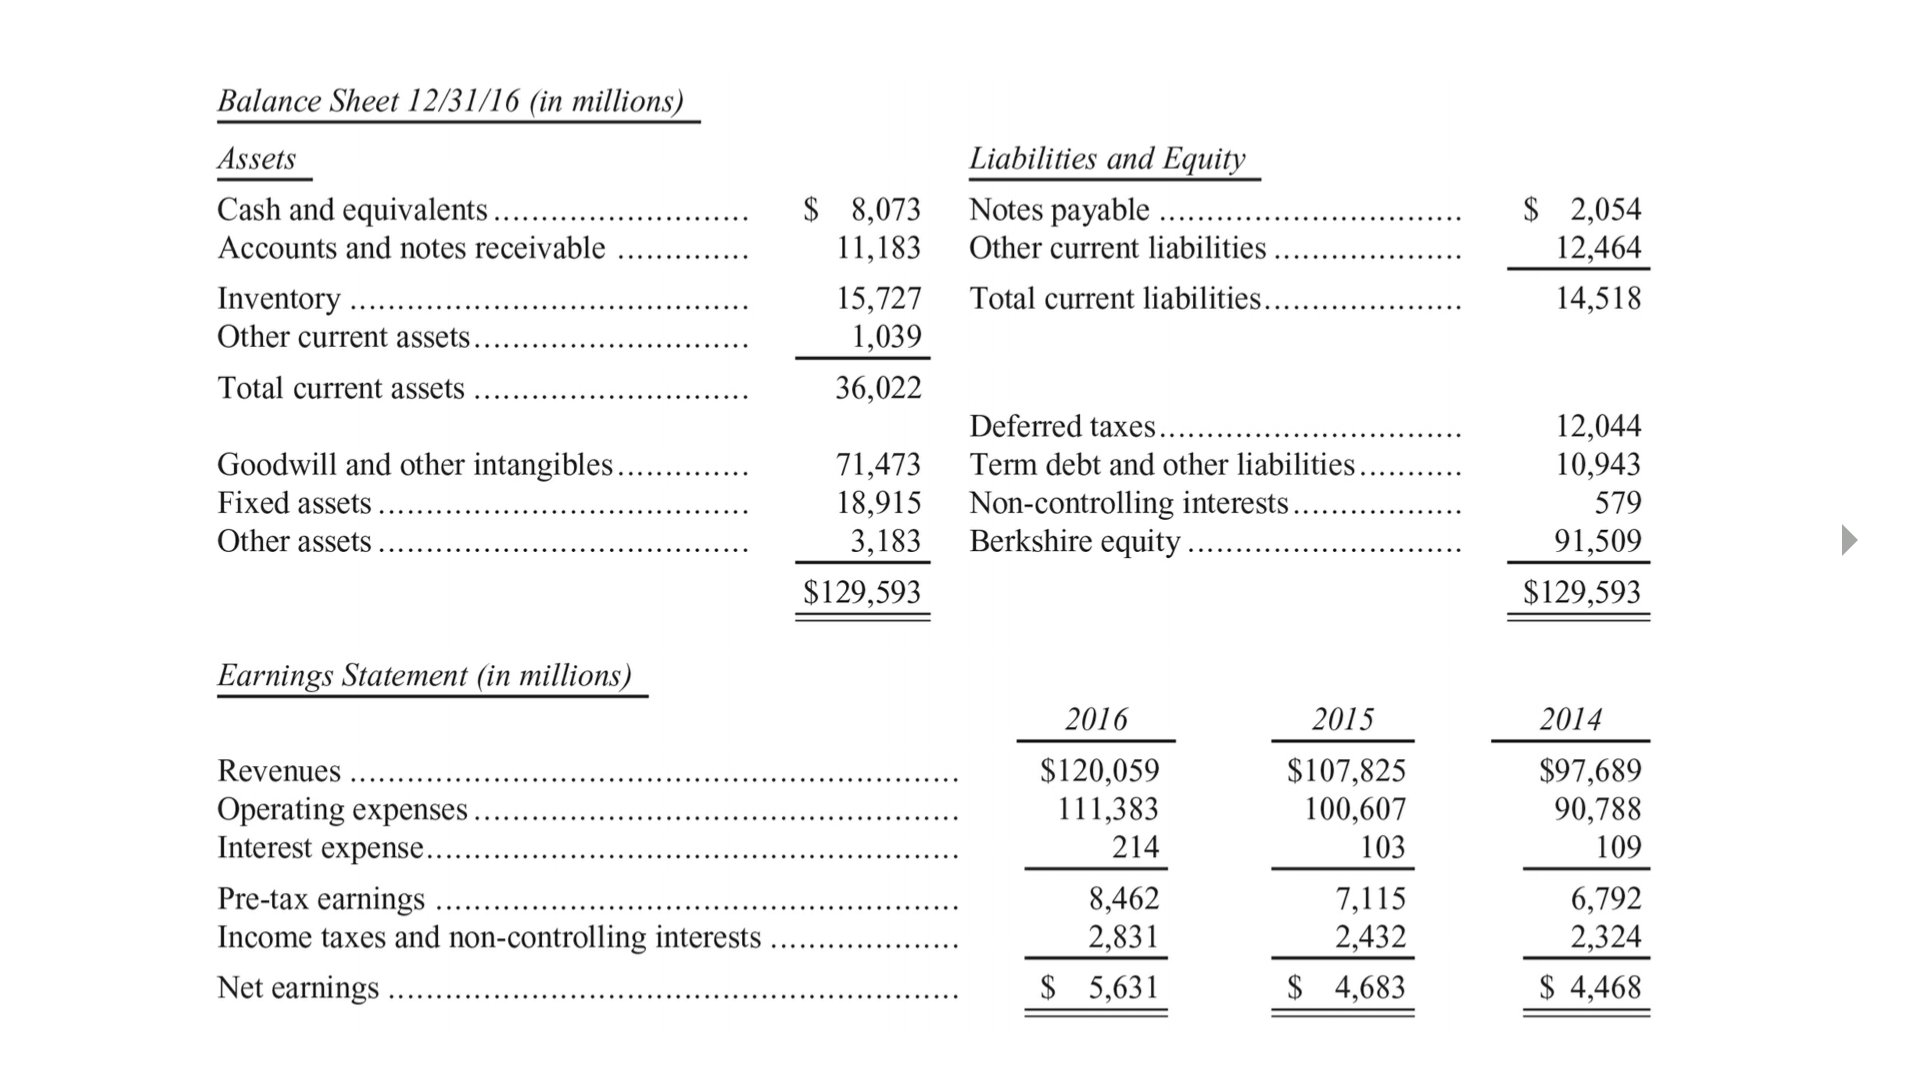 Balance Sheet 12/31/16 (in millions)
Assets Liabilities and Equity
Cash and equivalents $ 8,073 Notes payable $ 2,054
Accounts and notes receivable 11,183 Other current liabilities 12,464
Inventory 15,727 Total current liabilities 14,518
Other current assets 1,039
Total current assets 36,022
Deferred taxes 12,044
Goodwill and other intangibles 71,473 Term debt and other liabilities 10,943
Fixed assets 18,915 Non-controlling interests 579
Other assets 3,183 Berkshire equity 91,509
$129,593 $129,593
Earnings Statement (in millions)
2016 2015 2014
Revenues $120,059 $107,825 $97,689
Operating expenses 111,383 100,607 90,788
Interest expense 214 103 109
Pre-tax earnings 8,462 7,115 6,792
Income taxes and non-controlling interests 2,831 2,432 2,324
Net earnings $ 5,631 $ 4,683 $ 4,468